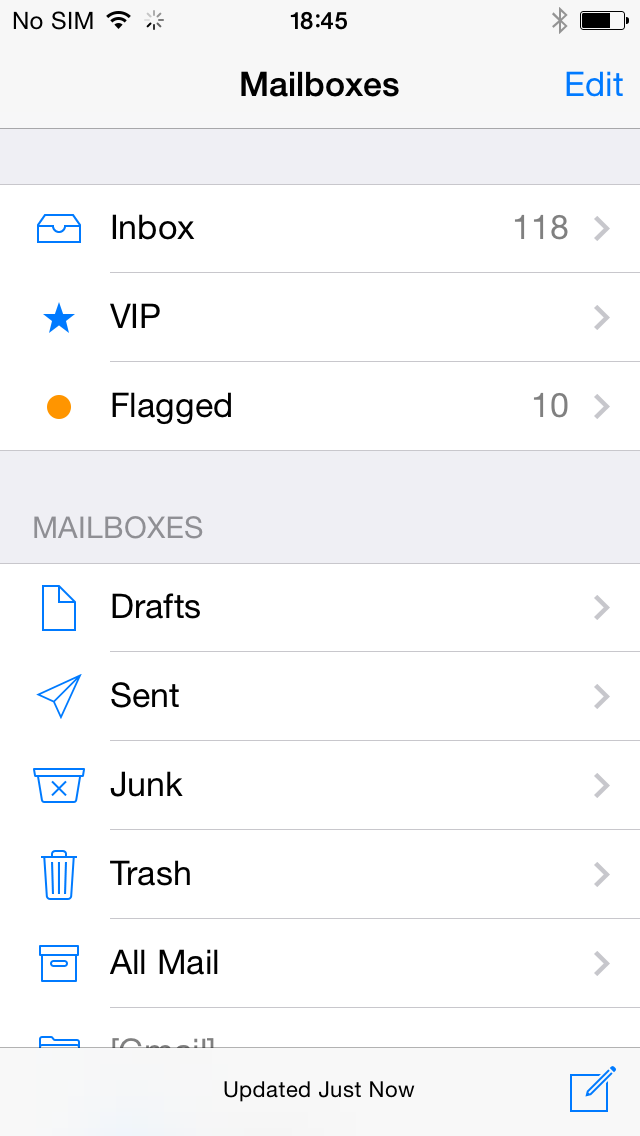 No SIM 18:45
Mailboxes Edit
Inbox 118
VIP
Flagged 10
MAILBOXES
Drafts
Sent
Junk
Trash
All Mail
[Gmail]
Updated Just Now